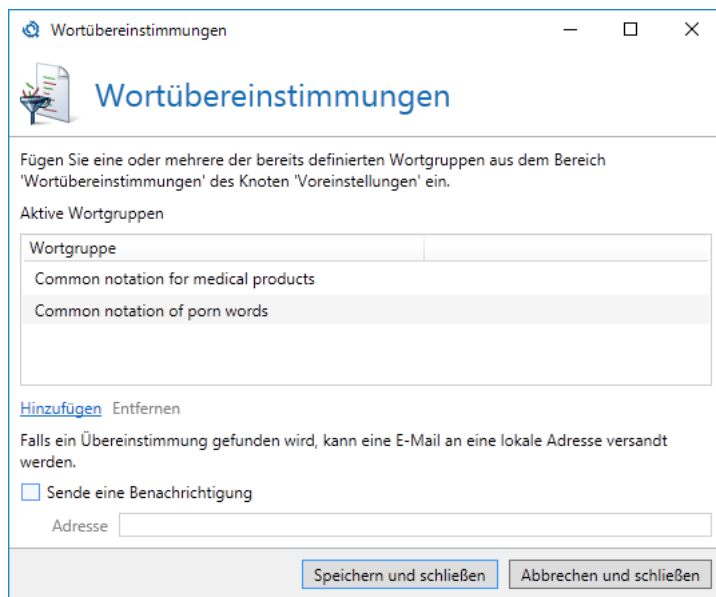 Wortübereinstimmungen
Wortübereinstimmungen
Fügen Sie eine oder mehrere der bereits definierten Wortgruppen aus dem Bereich
'Wortübereinstimmungen' des Knoten 'Voreinstellungen' ein.
Aktive Wortgruppen
Wortgruppe
Common notation for medical products
Common notation of porn words
Hinzufügen Entfernen
Falls ein Übereinstimmung gefunden wird, kann eine E-Mail an eine lokale Adresse versandt
werden.
Sende eine Benachrichtigung
Adresse
Speichern und schließen Abbrechen und schließen